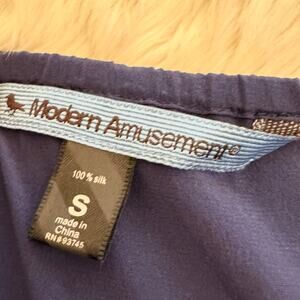 Modern Amusement®
100% silk
S
made in
China
RN#93745